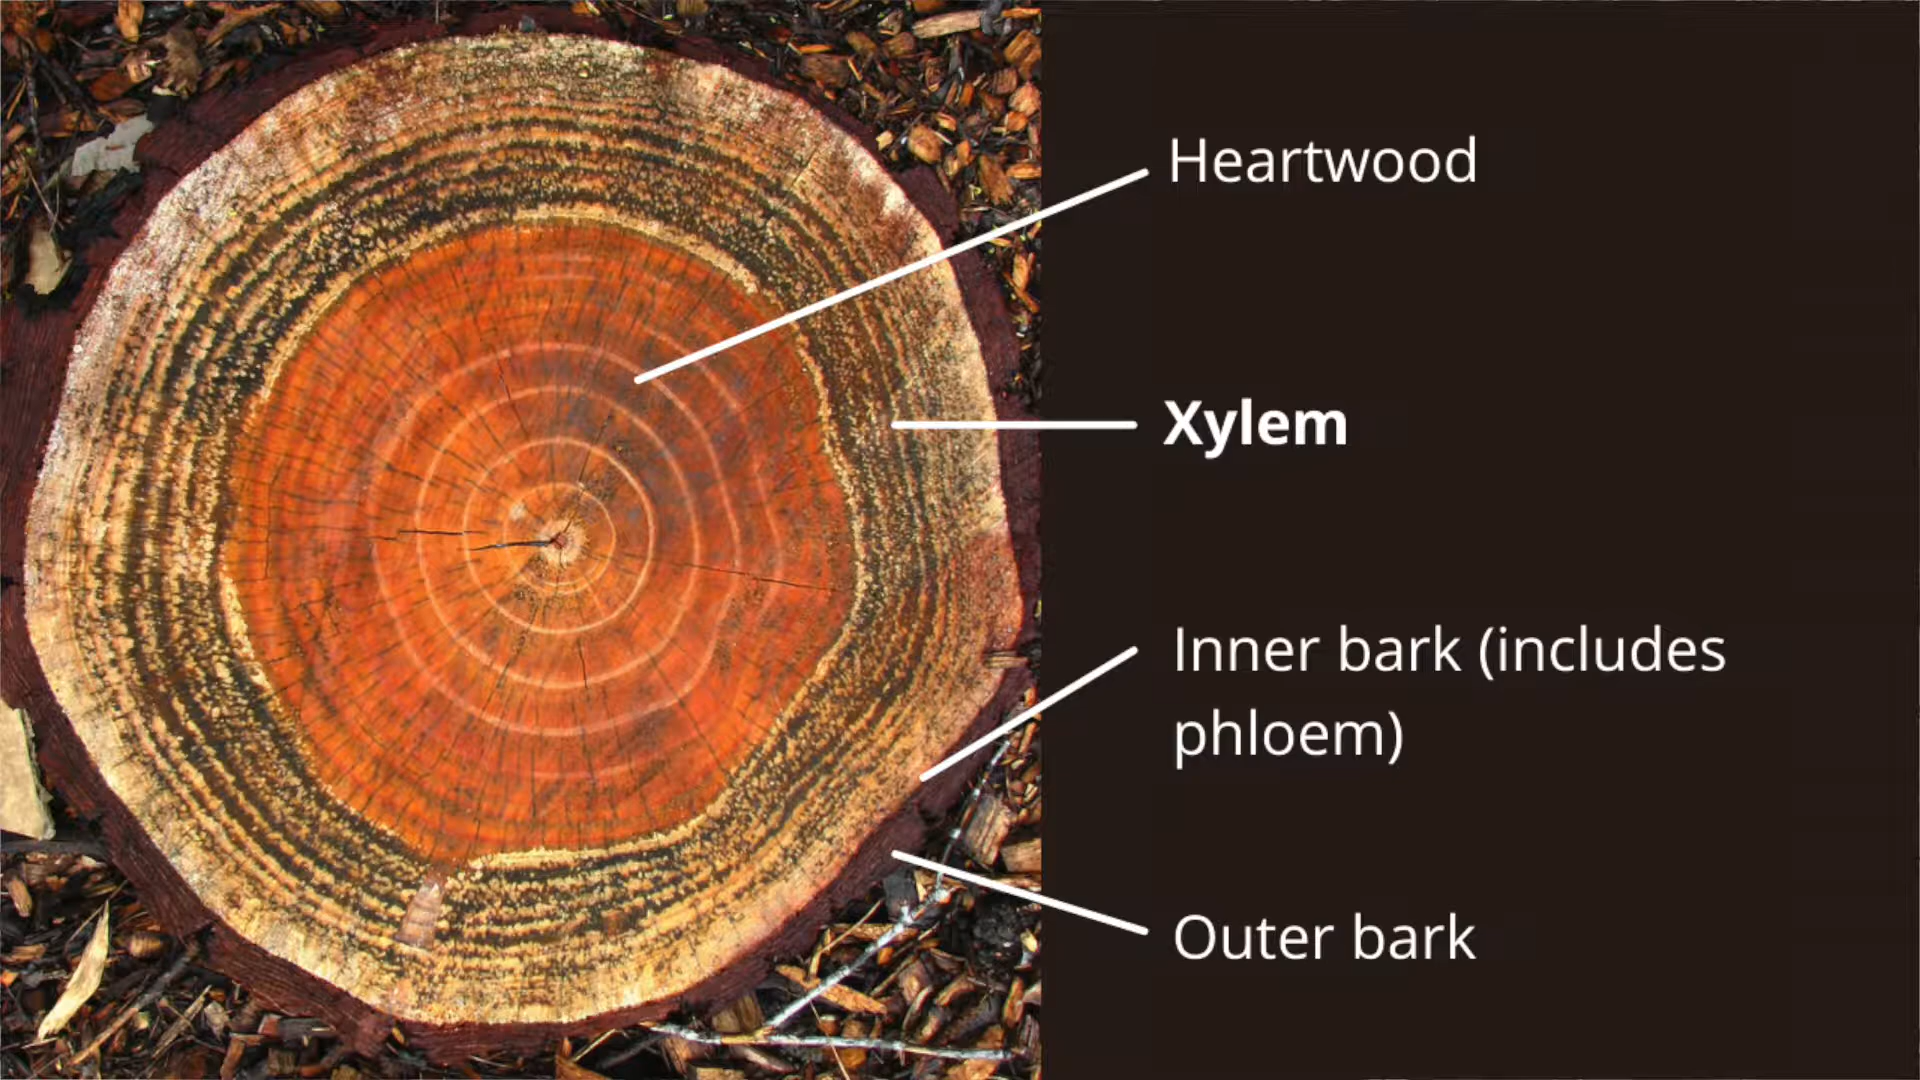 Heartwood
Xylem
Inner bark (includes
phloem)
Outer bark